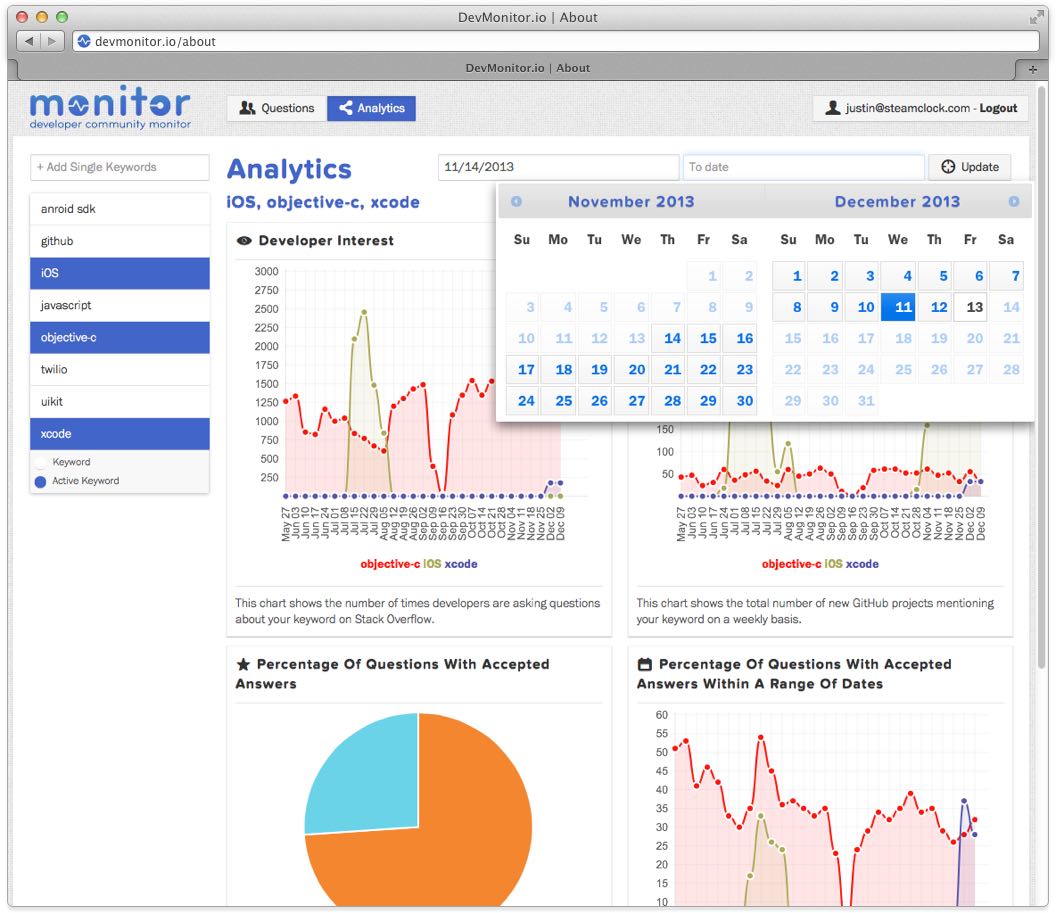 DevMonitor.io | About
devmonitor.io/about
DevMonitor.io | About
monitor
developer community monitor
Questions
Analytics
justin@steamclock.com - Logout
+ Add Single Keywords
anroid sdk
github
iOS
javascript
objective-c
twilio
uikit
xcode
Keyword
Active Keyword
Analytics
11/14/2013
To date
Update
iOS, objective-c, xcode
November 2013
Su Mo Tu We Th Fr Sa
1 2
3 4 5 6 7 8 9
10 11 12 13 14 15 16
17 18 19 20 21 22 23
24 25 26 27 28 29 30
December 2013
Su Mo Tu We Th Fr Sa
1 2 3 4 5 6 7
8 9 10 11 12 13 14
15 16 17 18 19 20 21
22 23 24 25 26 27 28
29 30 31
Developer Interest
3000
2750
2500
2250
2000
1750
1500
1250
1000
750
500
250
May 27
Jun 03
Jun 10
Jun 17
Jun 24
Jul 01
Jul 08
Jul 15
Jul 22
Jul 29
Aug 05
Aug 12
Aug 19
Aug 26
Sep 02
Sep 09
Sep 16
Sep 23
Sep 30
Oct 07
Oct 14
Oct 21
Oct 28
Nov 04
Nov 11
Nov 18
Nov 25
Dec 02
Dec 09
objective-c iOS xcode
This chart shows the number of times developers are asking questions
about your keyword on Stack Overflow.
150
100
50
May 27
Jun 03
Jun 10
Jun 17
Jun 24
Jul 01
Jul 08
Jul 15
Jul 22
Jul 29
Aug 05
Aug 12
Aug 19
Aug 26
Sep 02
Sep 09
Sep 16
Sep 23
Sep 30
Oct 07
Oct 14
Oct 21
Oct 28
Nov 04
Nov 11
Nov 18
Nov 25
Dec 02
Dec 09
objective-c iOS xcode
This chart shows the total number of new GitHub projects mentioning
your keyword on a weekly basis.
Percentage Of Questions With Accepted
Answers
Percentage Of Questions With Accepted
Answers Within A Range Of Dates
60
55
50
45
40
35
30
25
20
15
10